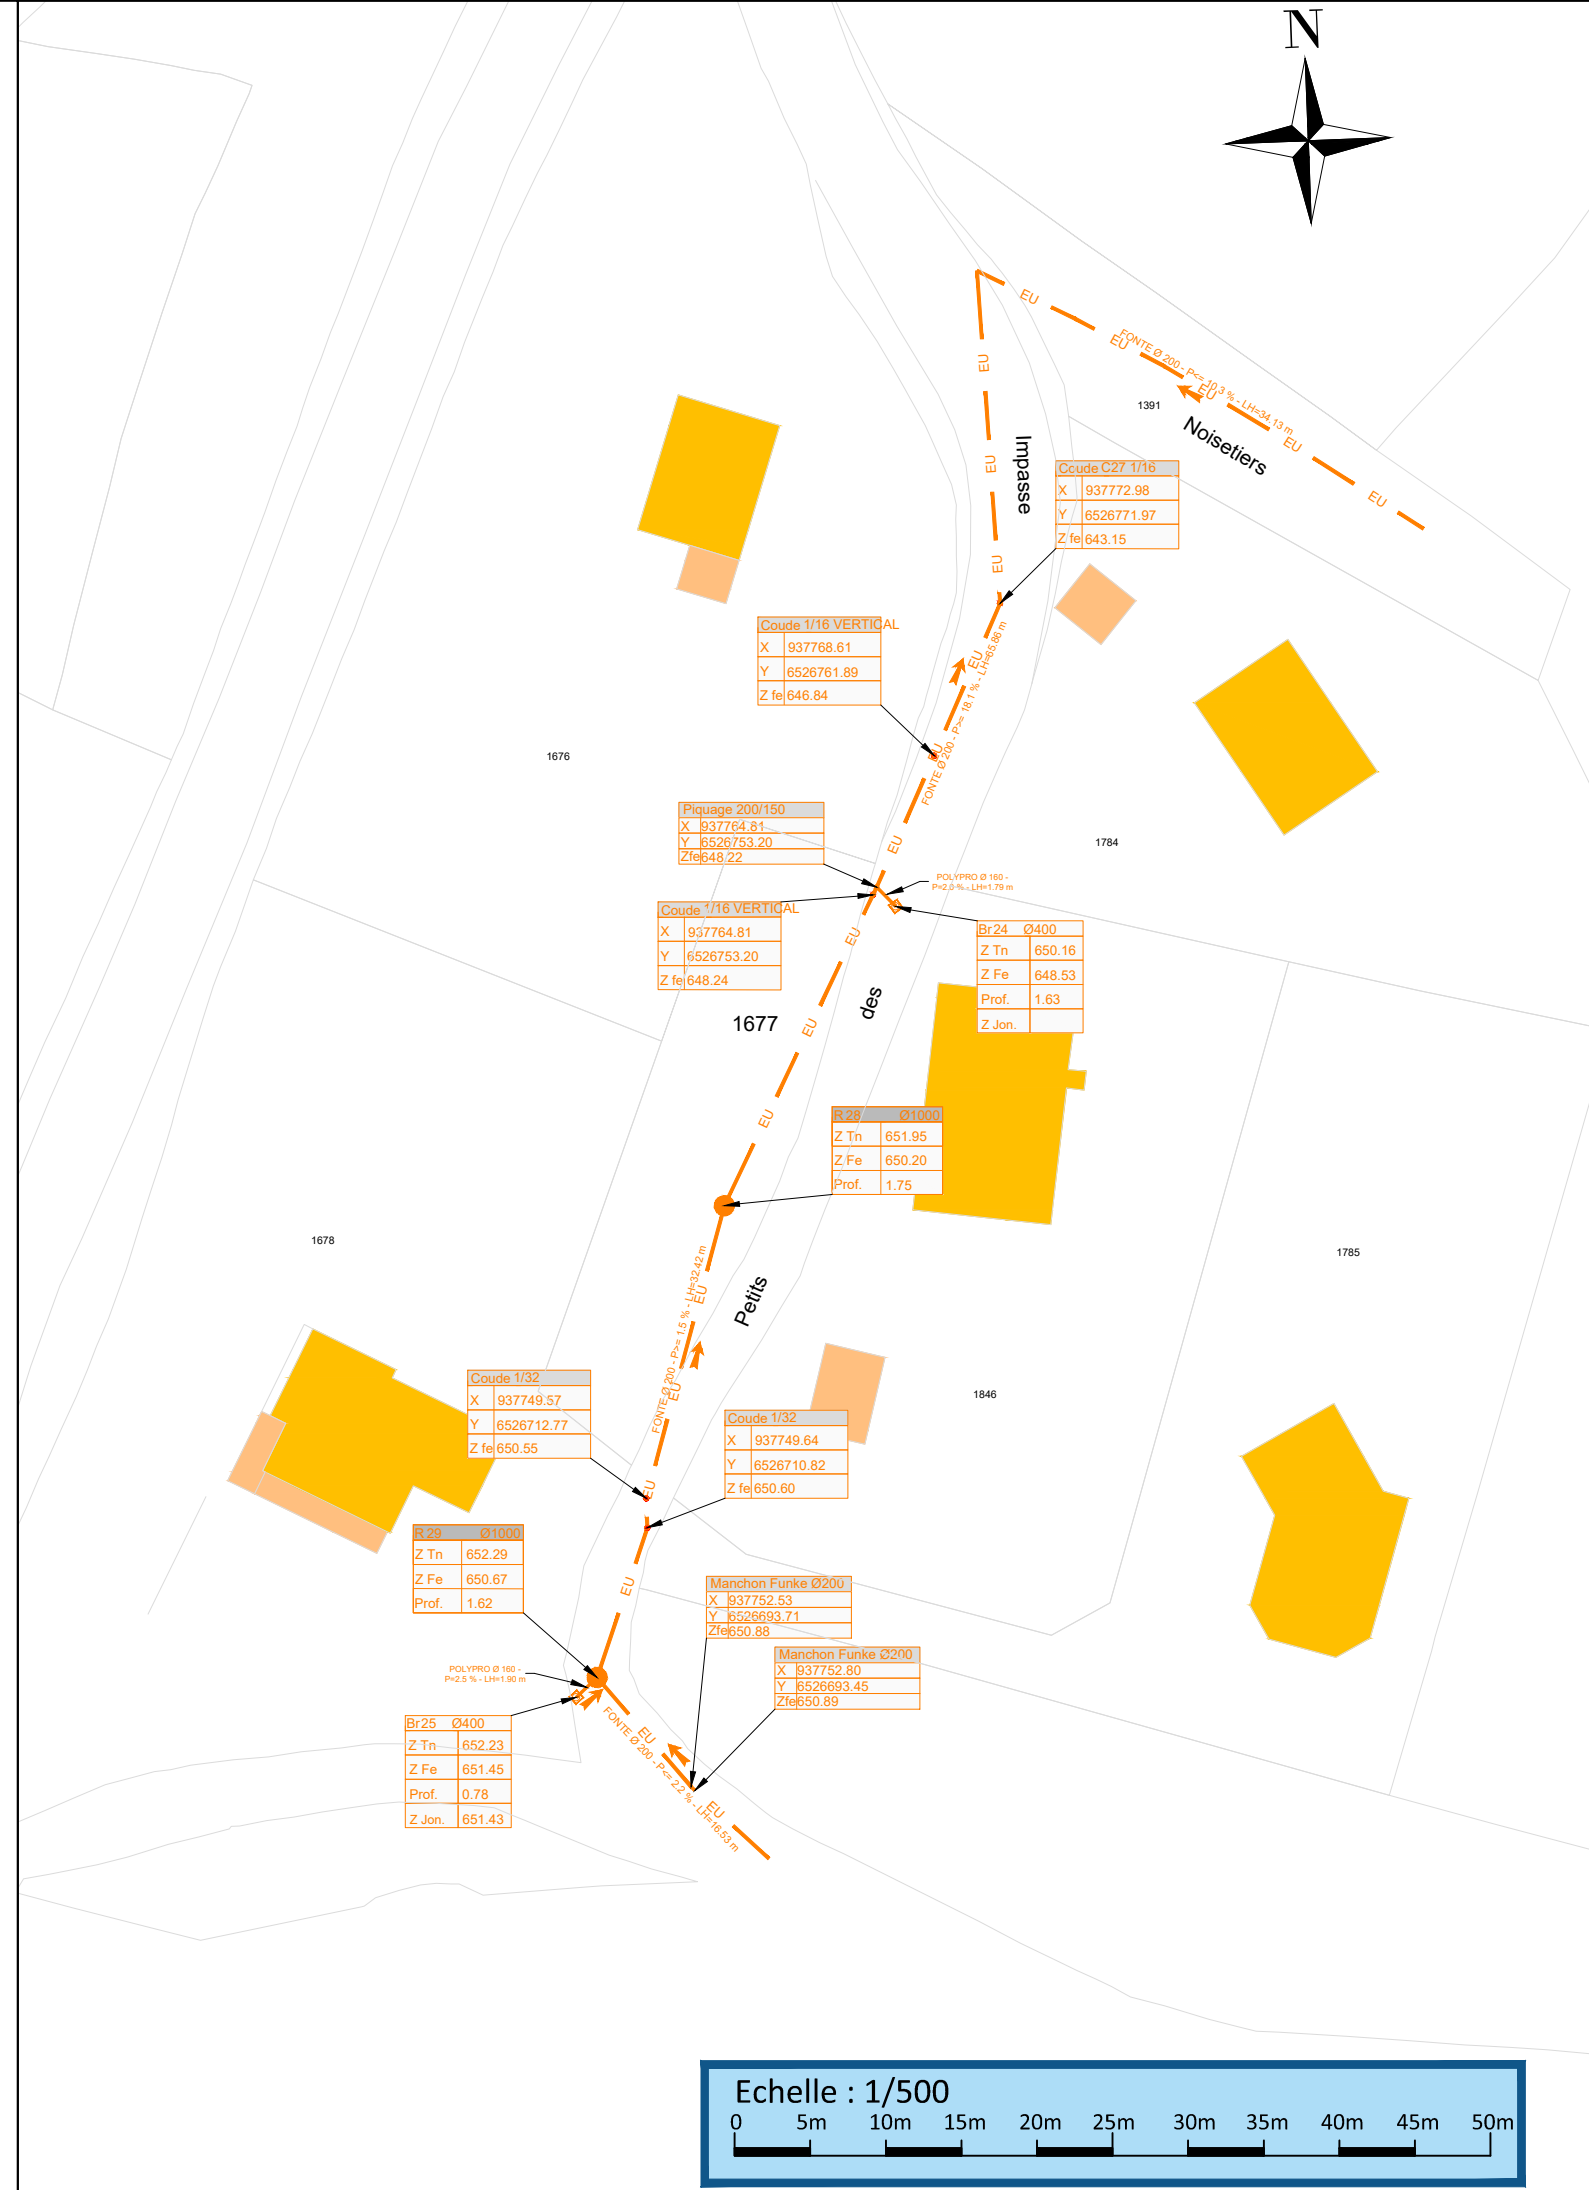 N
EU
EU
FONTE Ø 200 - P<= 10.3 % - LH=34.13 m
EU
EU
EU
1391
Noisetiers
EU
EU
EU
Impasse
Coude C27 1/16
X 937772.98
Y 6526771.97
Z fe 643.15
Coude 1/16 VERTICAL
X 937768.61
Y 6526761.89
Z fe 646.84
EU
EU
FONTE Ø 200 - P>= 18.1 % - LH=65.86 m
1676
Piquage 200/150
X 937764.81
Y 6526753.20
Zfe 648.22
EU
1784
POLYPRO Ø 160 -
P=2.0 % - LH=1.79 m
Coude 1/16 VERTICAL
X 937764.81
Y 6526753.20
Z fe 648.24
EU
Br24 Ø400
Z Tn 650.16
Z Fe 648.53
Prof. 1.63
Z Jon.
des
1677
EU
EU
R 28 Ø1000
Z Tn 651.95
Z Fe 650.20
Prof. 1.75
1678
1785
Petits
EU
EU
FONTE Ø 200 - P>= 1.5 % - LH=32.42 m
Coude 1/32
X 937749.57
Y 6526712.77
Z fe 650.55
1846
Coude 1/32
X 937749.64
Y 6526710.82
Z fe 650.60
EU
R 29 Ø1000
Z Tn 652.29
Z Fe 650.67
Prof. 1.62
EU
Manchon Funke Ø200
X 937752.53
Y 6526693.71
Zfe 650.88
Manchon Funke Ø200
X 937752.80
Y 6526693.45
Zfe 650.89
POLYPRO Ø 160 -
P=2.5 % - LH=1.90 m
Br25 Ø400
Z Tn 652.23
Z Fe 651.45
Prof. 0.78
Z Jon. 651.43
EU
FONTE Ø 200 - P<= 2.2 % - LH=16.53 m
EU
Echelle : 1/500
0 5m 10m 15m 20m 25m 30m 35m 40m 45m 50m